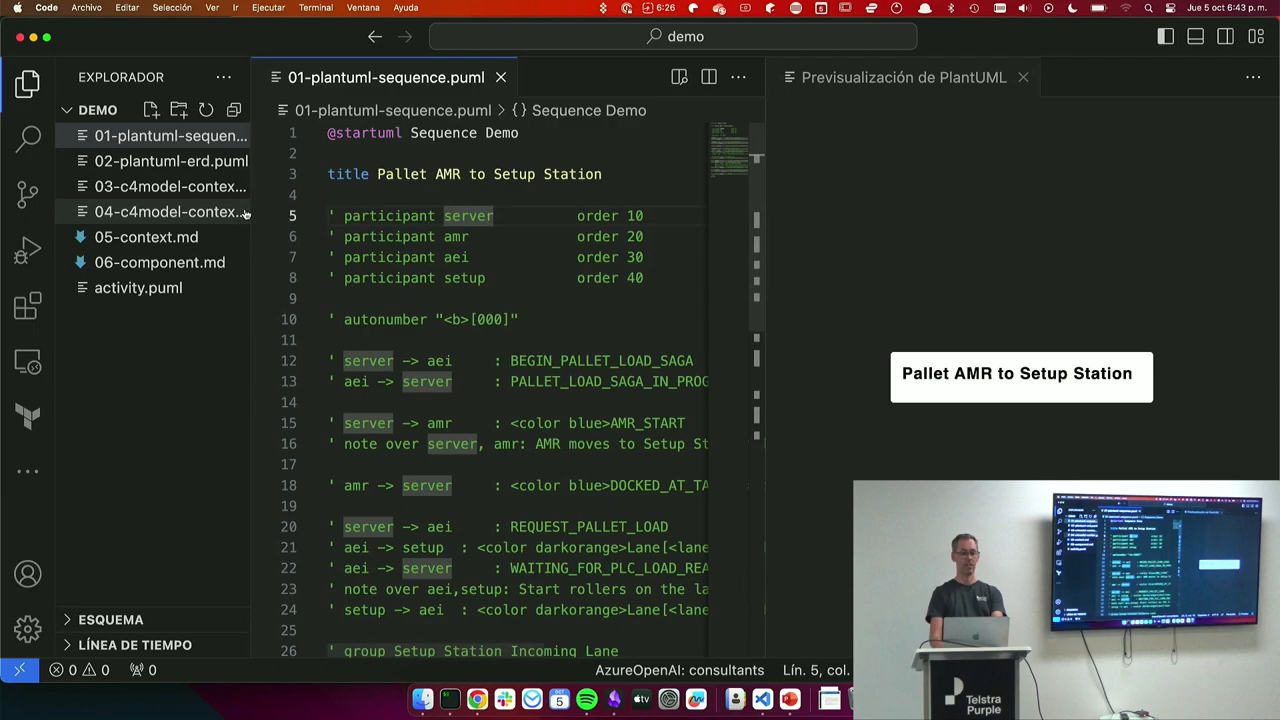 Code Archivo Editar Selección Ver Ir Ejecutar Terminal Ventana Ayuda 6:26 Jue 5 oct 6:43 p.m.
demo
EXPLORADOR
01-plantuml-sequence.puml
Previsualización de PlantUML
DEMO
01-plantuml-sequence.puml > {} Sequence Demo
01-plantuml-sequen...
02-plantuml-erd.puml
03-c4model-contex...
04-c4model-contex...
05-context.md
06-component.md
activity.puml
1 @startuml Sequence Demo
2
3 title Pallet AMR to Setup Station
4
5 ' participant server order 10
6 ' participant amr order 20
7 ' participant aei order 30
8 ' participant setup order 40
9
10 ' autonumber "<b>[000]"
11
12 ' server -> aei : BEGIN_PALLET_LOAD_SAGA
13 ' aei -> server : PALLET_LOAD_SAGA_IN_PROG
14
15 ' server -> amr : <color blue>AMR_START
16 ' note over server, amr: AMR moves to Setup St
17
18 ' amr -> server : <color blue>DOCKED_AT_TA
19
20 ' server -> aei : REQUEST_PALLET_LOAD
21 ' aei -> setup : <color darkorange>Lane[<lane
22 ' aei -> server : WAITING_FOR_PLC_LOAD_REA
23 ' note over aei,setup: Start rollers on the la
24 ' setup -> aei : <color darkorange>Lane[<lane
25
26 ' group Setup Station Incoming Lane
Pallet AMR to Setup Station
ESQUEMA
LÍNEA DE TIEMPO
0 0 0 AzureOpenAI: consultants Lín. 5, col.
Telstra
Purple